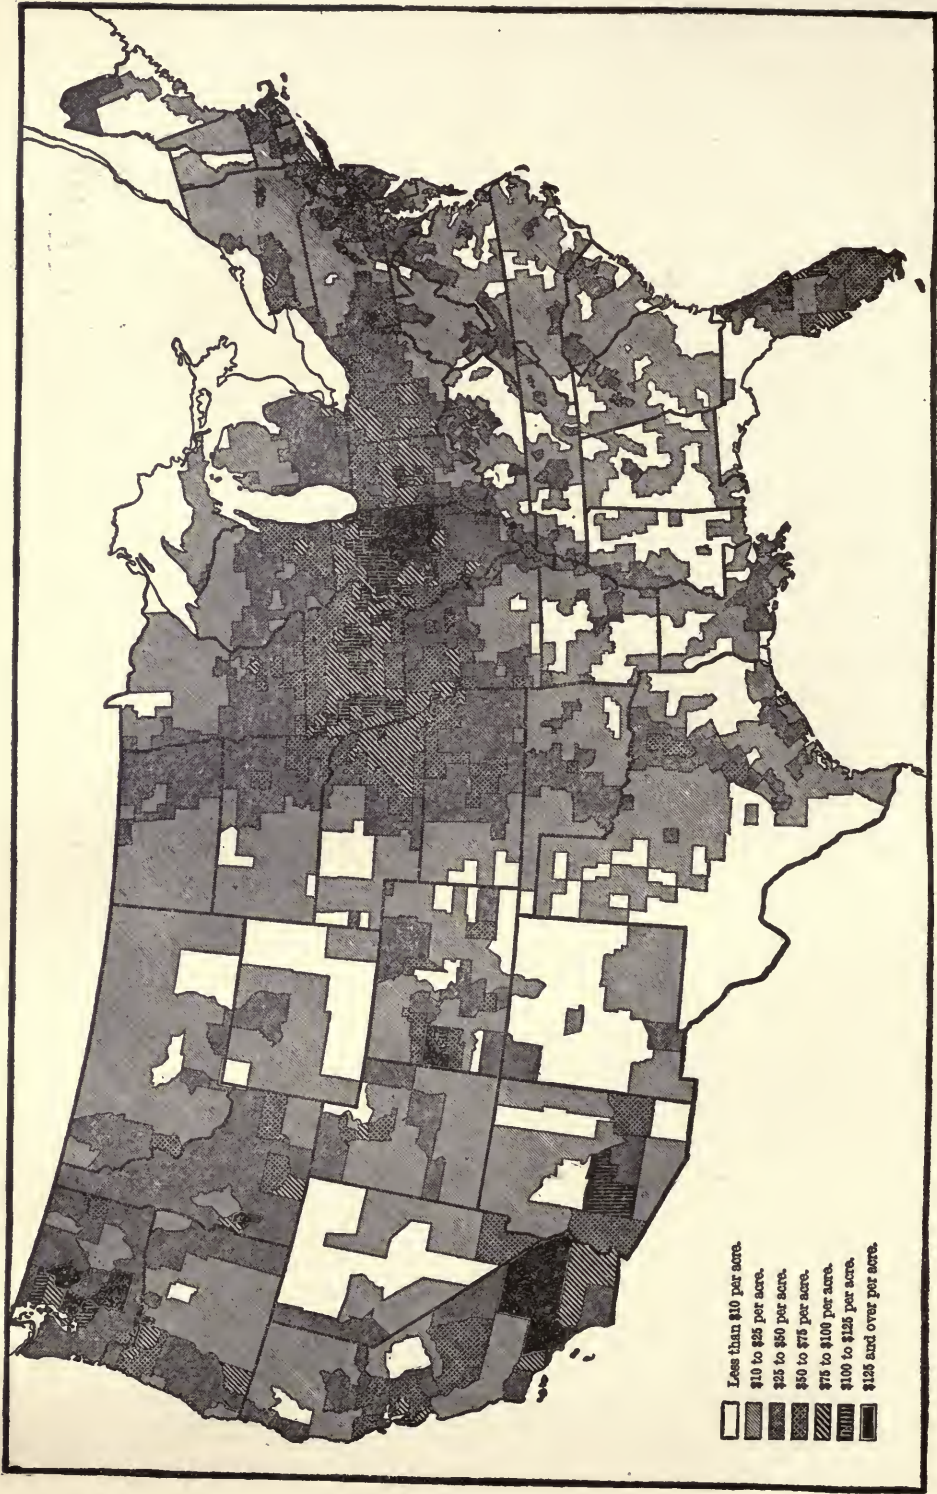 Less than $10 per acre.
$10 to $25 per acre.
$25 to $50 per acre.
$50 to $75 per acre.
$75 to $100 per acre.
$100 to $125 per acre.
$125 and over per acre.